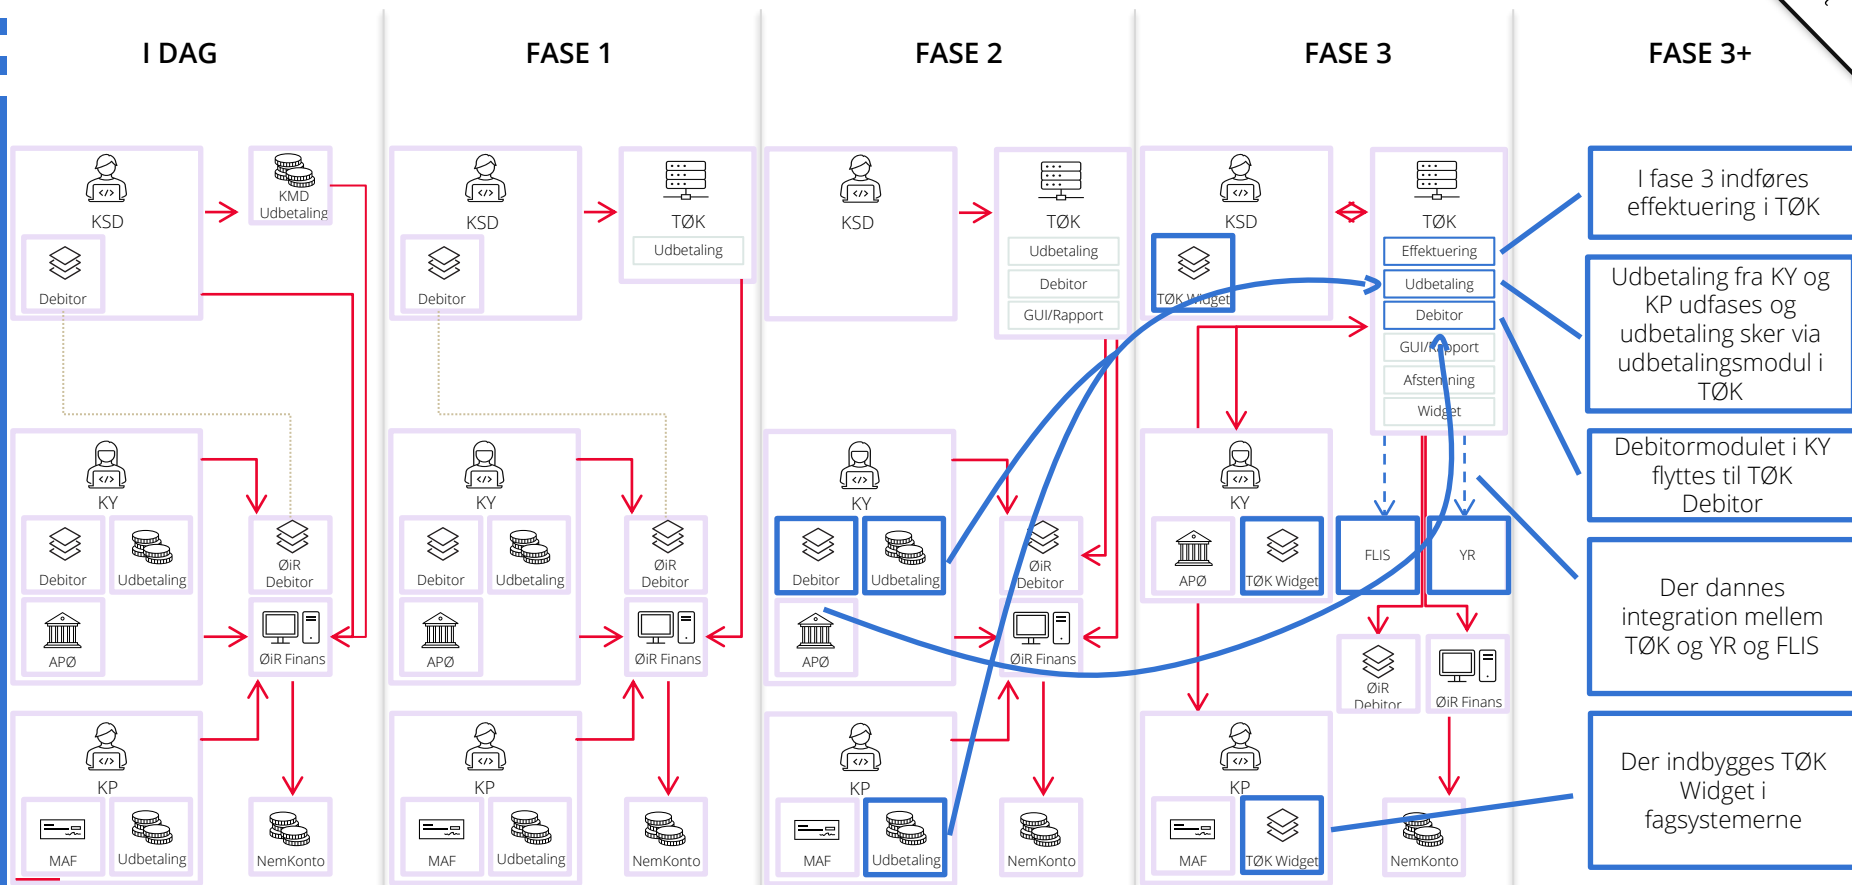 I DAG
FASE 1
FASE 2
FASE 3
FASE 3+
KSD
KMD
Udbetaling
Debitor
KY
Debitor
Udbetaling
ØiR
Debitor
APØ
ØiR Finans
KP
MAF
Udbetaling
NemKonto
KSD
TØK
Udbetaling
Debitor
KY
Debitor
Udbetaling
ØiR
Debitor
APØ
ØiR Finans
KP
MAF
Udbetaling
NemKonto
KSD
TØK
Udbetaling
Debitor
GUI/Rapport
KY
Debitor
Udbetaling
ØiR
Debitor
APØ
ØiR Finans
KP
MAF
Udbetaling
NemKonto
KSD
TØK Widget
TØK
Effektuering
Udbetaling
Debitor
GUI/Rapport
Afstemning
Widget
KY
APØ
TØK Widget
FLIS
YR
ØiR
Debitor
ØiR Finans
KP
MAF
TØK Widget
NemKonto
I fase 3 indføres
effektuering i TØK
Udbetaling fra KY og
KP udfases og
udbetaling sker via
udbetalingsmodul i
TØK
Debitormodulet i KY
flyttes til TØK
Debitor
Der dannes
integration mellem
TØK og YR og FLIS
Der indbygges TØK
Widget i
fagsystemerne